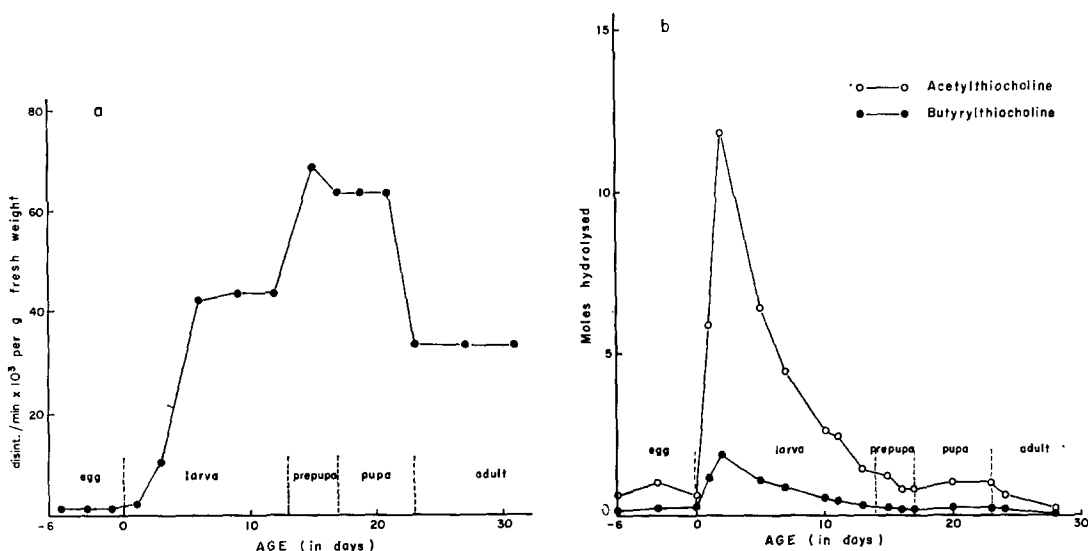 a
disint./min x 10³ per g fresh weight
80
60
40
20
egg
larva
prepupa
pupa
adult
-6
0
10
20
30
AGE (in days)
b
Moles hydrolysed
15
10
5
0
Acetylthiocholine
Butyrylthiocholine
egg
larva
prepupa
pupa
adult
-6
0
10
20
30
AGE (in days)